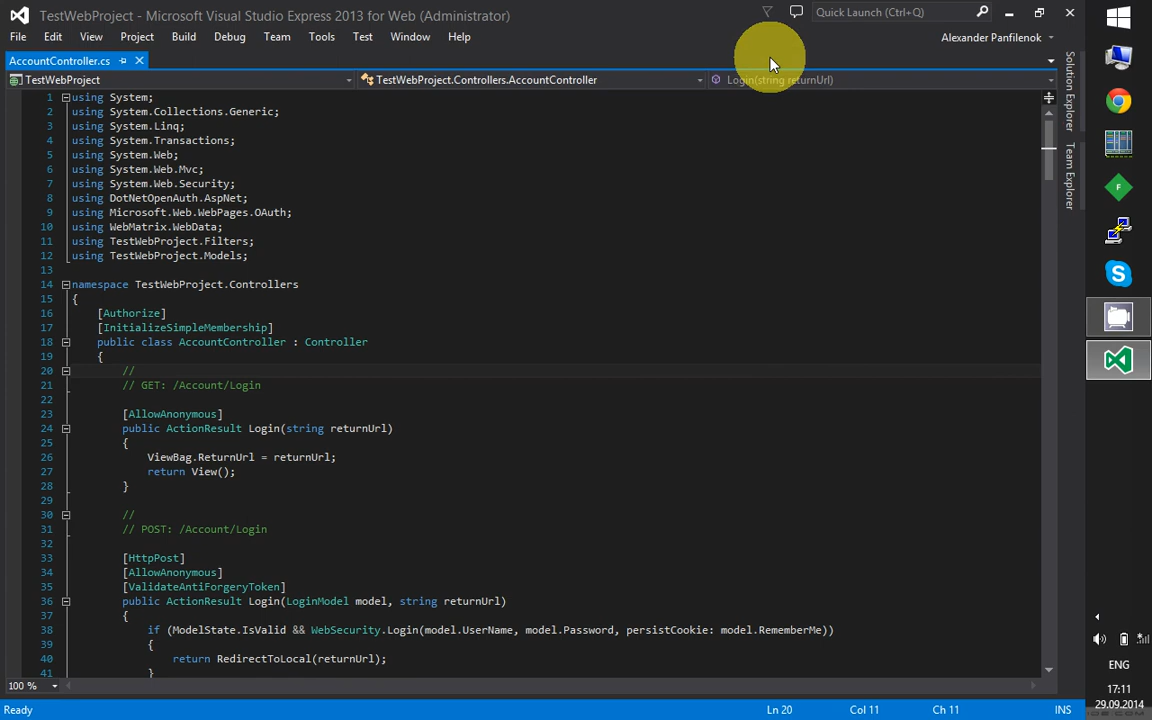 TestWebProject - Microsoft Visual Studio Express 2013 for Web (Administrator)
Quick Launch (Ctrl+Q)
File Edit View Project Build Debug Team Tools Test Window Help
Alexander Panfilenok
AccountController.cs
TestWebProject
TestWebProject.Controllers.AccountController
Login(string returnUrl)
1 using System;
2 using System.Collections.Generic;
3 using System.Linq;
4 using System.Transactions;
5 using System.Web;
6 using System.Web.Mvc;
7 using System.Web.Security;
8 using DotNetOpenAuth.AspNet;
9 using Microsoft.Web.WebPages.OAuth;
10 using WebMatrix.WebData;
11 using TestWebProject.Filters;
12 using TestWebProject.Models;
13
14 namespace TestWebProject.Controllers
15 {
16 [Authorize]
17 [InitializeSimpleMembership]
18 public class AccountController : Controller
19 {
20 //
21 // GET: /Account/Login
22
23 [AllowAnonymous]
24 public ActionResult Login(string returnUrl)
25 {
26 ViewBag.ReturnUrl = returnUrl;
27 return View();
28 }
29
30 //
31 // POST: /Account/Login
32
33 [HttpPost]
34 [AllowAnonymous]
35 [ValidateAntiForgeryToken]
36 public ActionResult Login(LoginModel model, string returnUrl)
37 {
38 if (ModelState.IsValid && WebSecurity.Login(model.UserName, model.Password, persistCookie: model.RememberMe))
39 {
40 return RedirectToLocal(returnUrl);
41 }
100 %
Ready
Ln 20
Col 11
Ch 11
INS
Solution Explorer
Team Explorer
F
ENG
17:11
29.09.2014